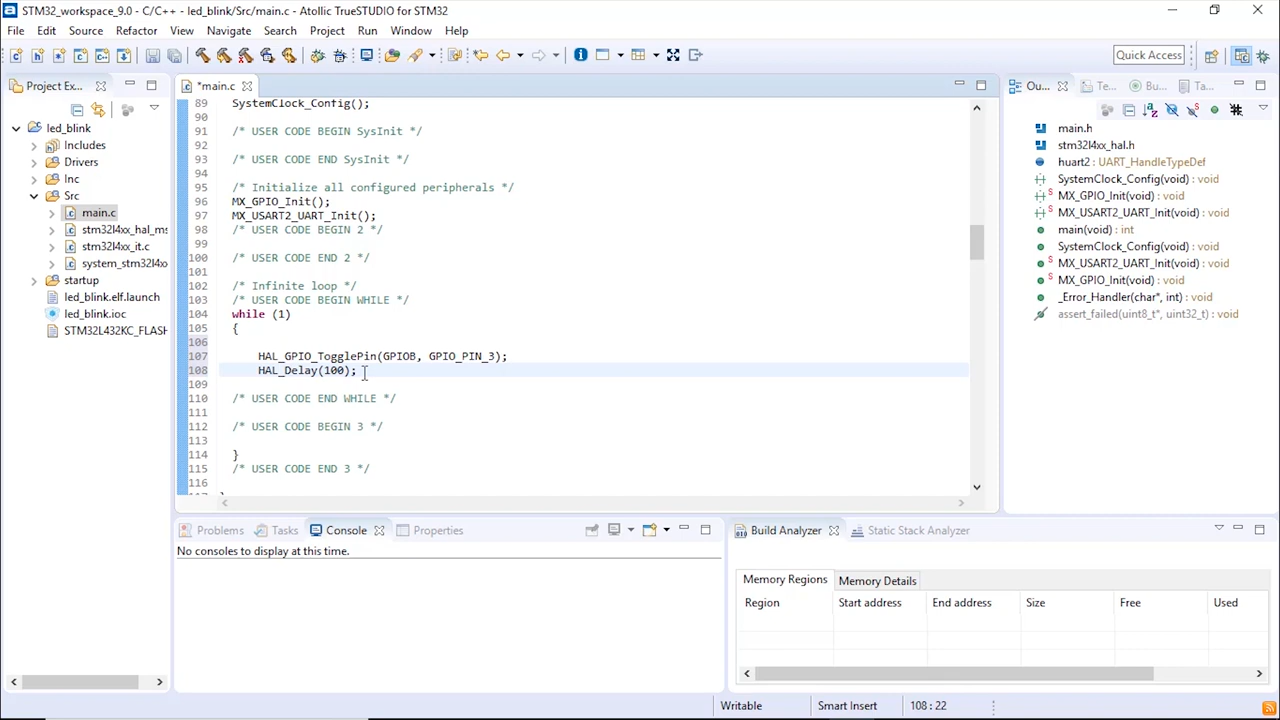 STM32_workspace_9.0 - C/C++ - led_blink/Src/main.c - Atollic TrueSTUDIO for STM32
File Edit Source Refactor View Navigate Search Project Run Window Help
Quick Access
Project Ex...
*main.c
Ou...
Te...
Bu...
Ta...
led_blink
Includes
Drivers
Inc
Src
main.c
stm32l4xx_hal_ms
stm32l4xx_it.c
system_stm32l4xx
startup
led_blink.elf.launch
led_blink.ioc
STM32L432KC_FLASH
89 SystemClock_Config();
90
91 /* USER CODE BEGIN SysInit */
92
93 /* USER CODE END SysInit */
94
95 /* Initialize all configured peripherals */
96 MX_GPIO_Init();
97 MX_USART2_UART_Init();
98 /* USER CODE BEGIN 2 */
99
100 /* USER CODE END 2 */
101
102 /* Infinite loop */
103 /* USER CODE BEGIN WHILE */
104 while (1)
105 {
106
107 HAL_GPIO_TogglePin(GPIOB, GPIO_PIN_3);
108 HAL_Delay(100);
109
110 /* USER CODE END WHILE */
111
112 /* USER CODE BEGIN 3 */
113
114 }
115 /* USER CODE END 3 */
116
main.h
stm32l4xx_hal.h
huart2 : UART_HandleTypeDef
SystemClock_Config(void) : void
MX_GPIO_Init(void) : void
MX_USART2_UART_Init(void) : void
main(void) : int
SystemClock_Config(void) : void
MX_USART2_UART_Init(void) : void
MX_GPIO_Init(void) : void
_Error_Handler(char*, int) : void
assert_failed(uint8_t*, uint32_t) : void
Problems Tasks Console Properties
No consoles to display at this time.
Build Analyzer Static Stack Analyzer
Memory Regions Memory Details
Region Start address End address Size Free Used
Writable Smart Insert 108 : 22